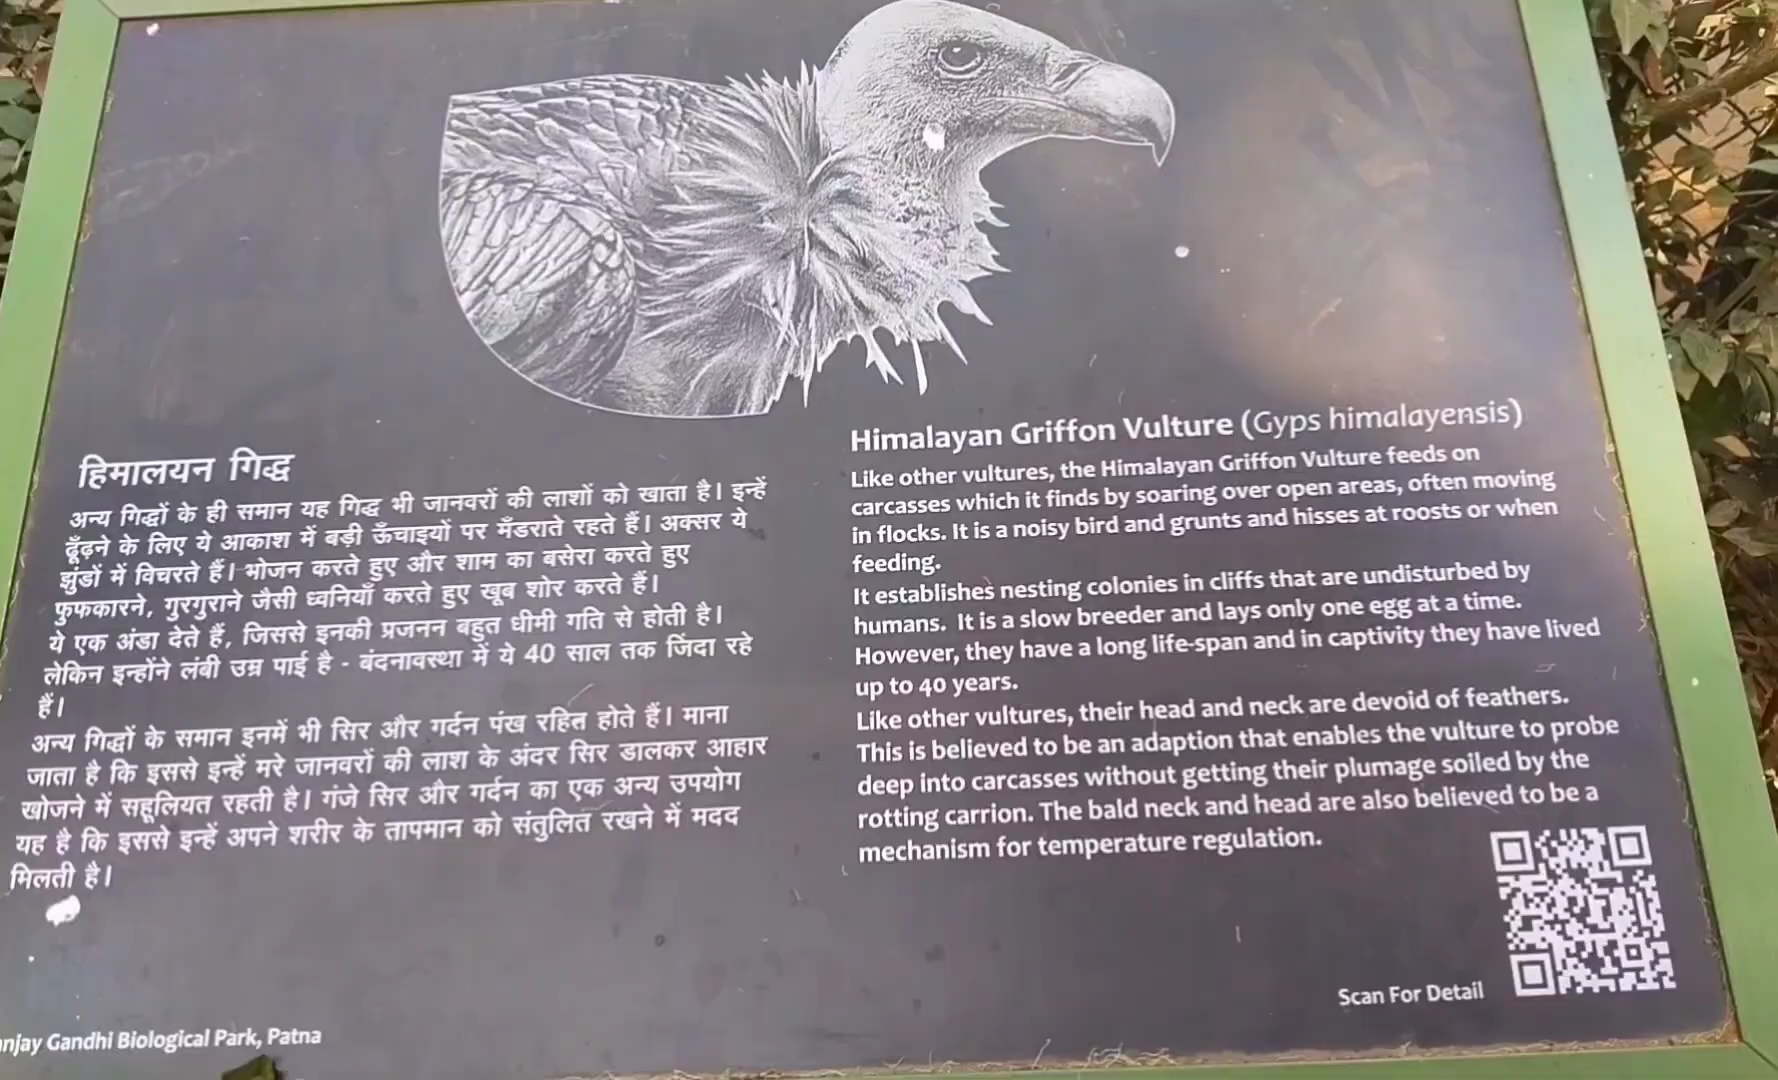 हिमालयन गिद्ध
अन्य गिद्धों के ही समान यह गिद्ध भी जानवरों की लाशों को खाता है। इन्हें
ढूँढ़ने के लिए ये आकाश में बड़ी ऊँचाइयों पर मँडराते रहते हैं। अक्सर ये
झुंडों में विचरते हैं। भोजन करते हुए और शाम का बसेरा करते हुए
फुफकारने, गुरगुराने जैसी ध्वनियाँ करते हुए खूब शोर करते हैं।
ये एक अंडा देते हैं, जिससे इनकी प्रजनन बहुत धीमी गति से होती है।
लेकिन इन्होंने लंबी उम्र पाई है - बंदनावस्था में ये 40 साल तक जिंदा रहे
हैं।
अन्य गिद्धों के समान इनमें भी सिर और गर्दन पंख रहित होते हैं। माना
जाता है कि इससे इन्हें मरे जानवरों की लाश के अंदर सिर डालकर आहार
खोजने में सहूलियत रहती है। गंजे सिर और गर्दन का एक अन्य उपयोग
यह है कि इससे इन्हें अपने शरीर के तापमान को संतुलित रखने में मदद
मिलती है।
Himalayan Griffon Vulture (Gyps himalayensis)
Like other vultures, the Himalayan Griffon Vulture feeds on
carcasses which it finds by soaring over open areas, often moving
in flocks. It is a noisy bird and grunts and hisses at roosts or when
feeding.
It establishes nesting colonies in cliffs that are undisturbed by
humans. It is a slow breeder and lays only one egg at a time.
However, they have a long life-span and in captivity they have lived
up to 40 years.
Like other vultures, their head and neck are devoid of feathers.
This is believed to be an adaption that enables the vulture to probe
deep into carcasses without getting their plumage soiled by the
rotting carrion. The bald neck and head are also believed to be a
mechanism for temperature regulation.
Scan For Detail
njay Gandhi Biological Park, Patna